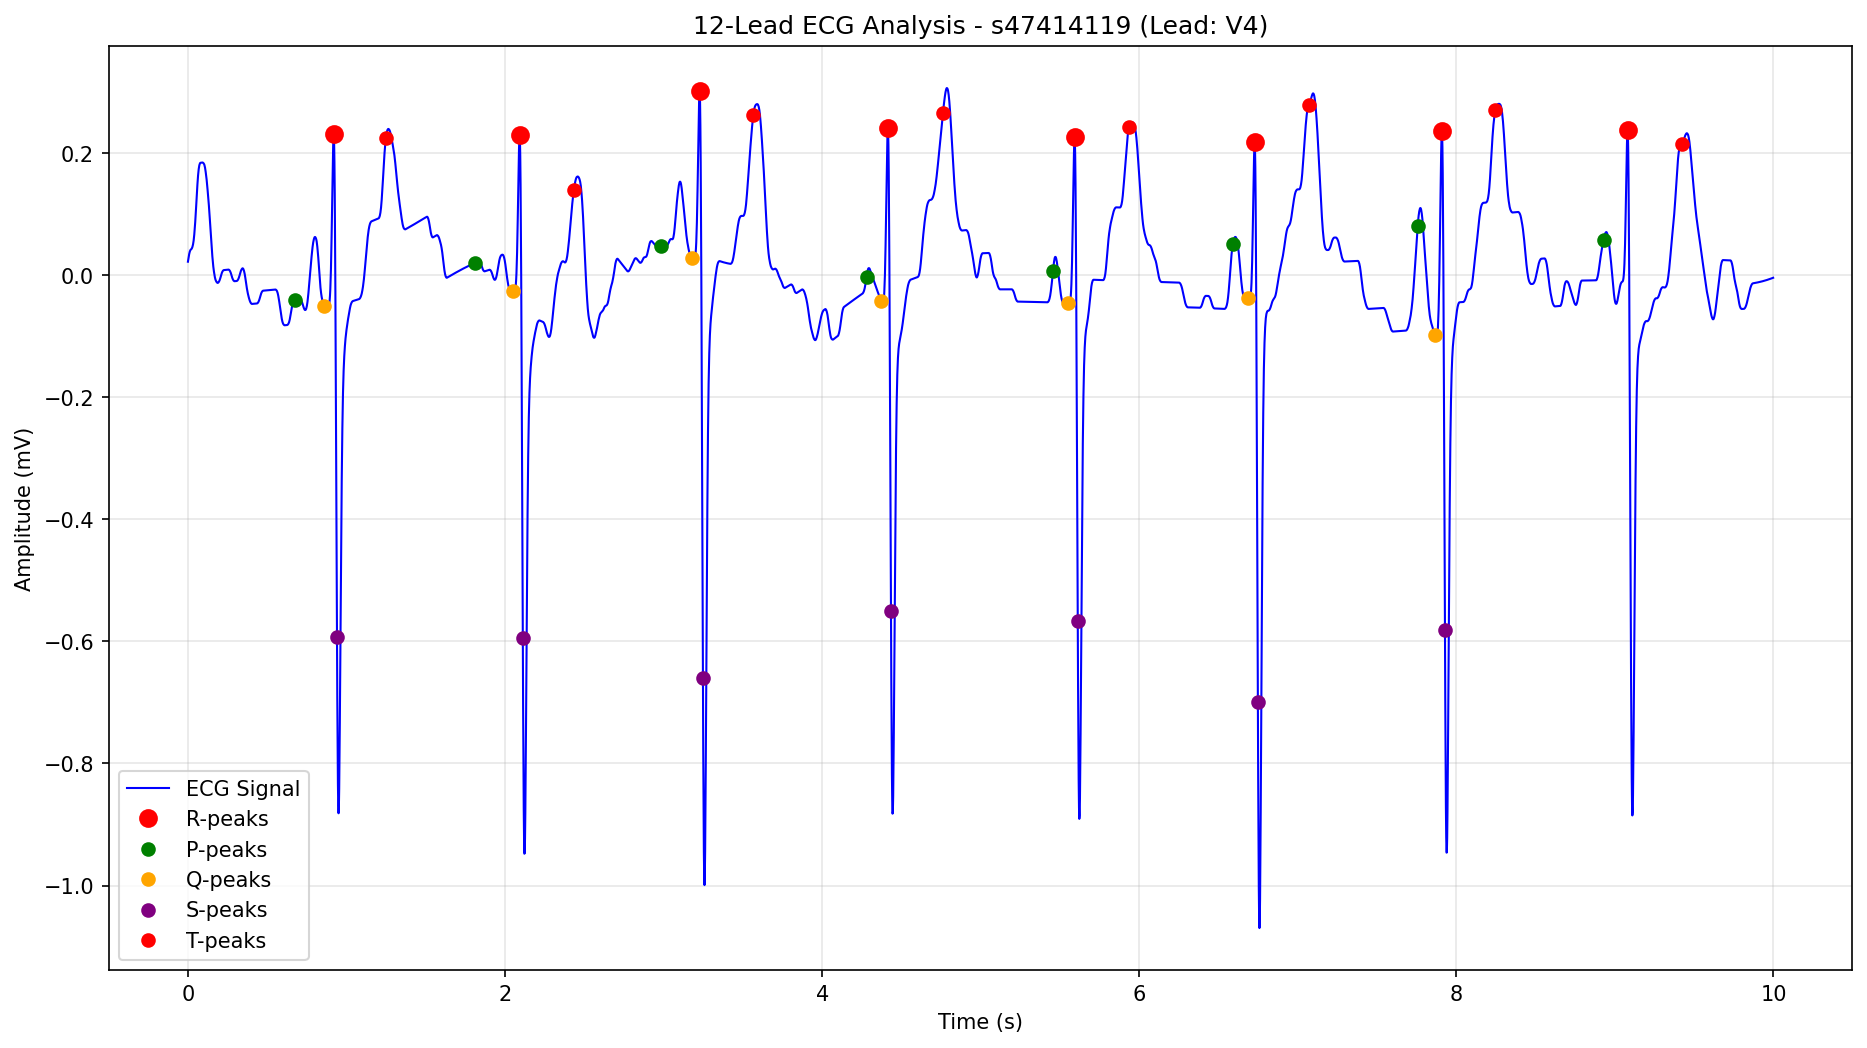 12-Lead ECG Analysis - s47414119 (Lead: V4)
Amplitude (mV)
0.2
0.0
−0.2
−0.4
−0.6
−0.8
−1.0
ECG Signal
R-peaks
P-peaks
Q-peaks
S-peaks
T-peaks
0 2 4 6 8 10
Time (s)